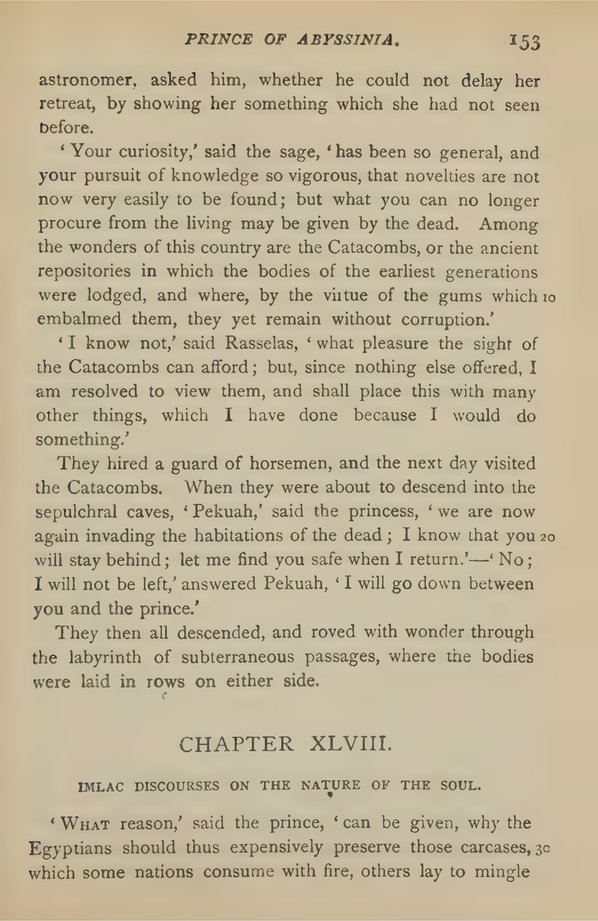 PRINCE OF ABYSSINIA. 153
astronomer, asked him, whether he could not delay her
retreat, by showing her something which she had not seen
before.
‘Your curiosity,’ said the sage, ‘has been so general, and
your pursuit of knowledge so vigorous, that novelties are not
now very easily to be found; but what you can no longer
procure from the living may be given by the dead. Among
the wonders of this country are the Catacombs, or the ancient
repositories in which the bodies of the earliest generations
were lodged, and where, by the virtue of the gums which 10
embalmed them, they yet remain without corruption.’
‘I know not,’ said Rasselas, ‘what pleasure the sight of
the Catacombs can afford; but, since nothing else offered, I
am resolved to view them, and shall place this with many
other things, which I have done because I would do
something.’
They hired a guard of horsemen, and the next day visited
the Catacombs. When they were about to descend into the
sepulchral caves, ‘Pekuah,’ said the princess, ‘we are now
again invading the habitations of the dead; I know that you 20
will stay behind; let me find you safe when I return.’—‘No;
I will not be left,’ answered Pekuah, ‘I will go down between
you and the prince.’
They then all descended, and roved with wonder through
the labyrinth of subterraneous passages, where the bodies
were laid in rows on either side.
CHAPTER XLVIII.
IMLAC DISCOURSES ON THE NATURE OF THE SOUL.
‘WHAT reason,’ said the prince, ‘can be given, why the
Egyptians should thus expensively preserve those carcases, 30
which some nations consume with fire, others lay to mingle